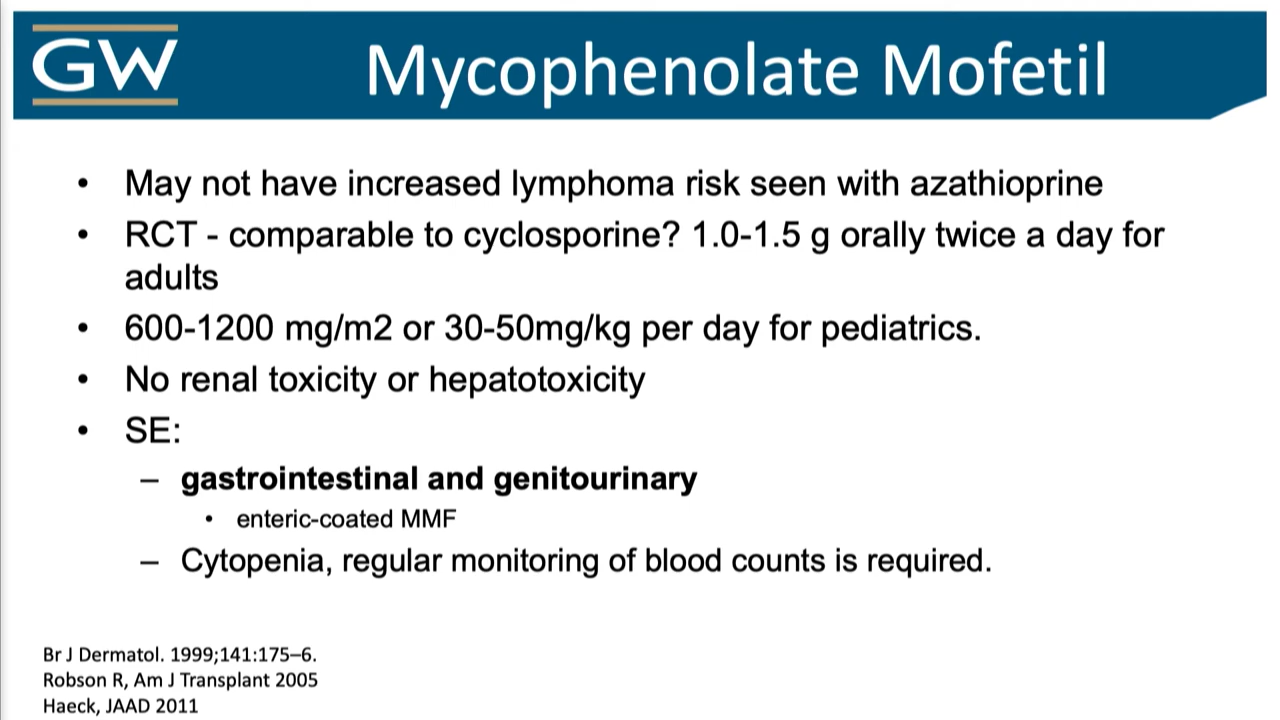 GW
Mycophenolate Mofetil
• May not have increased lymphoma risk seen with azathioprine
• RCT - comparable to cyclosporine? 1.0-1.5 g orally twice a day for
adults
• 600-1200 mg/m2 or 30-50mg/kg per day for pediatrics.
• No renal toxicity or hepatotoxicity
• SE:
– gastrointestinal and genitourinary
• enteric-coated MMF
– Cytopenia, regular monitoring of blood counts is required.
Br J Dermatol. 1999;141:175–6.
Robson R, Am J Transplant 2005
Haeck, JAAD 2011